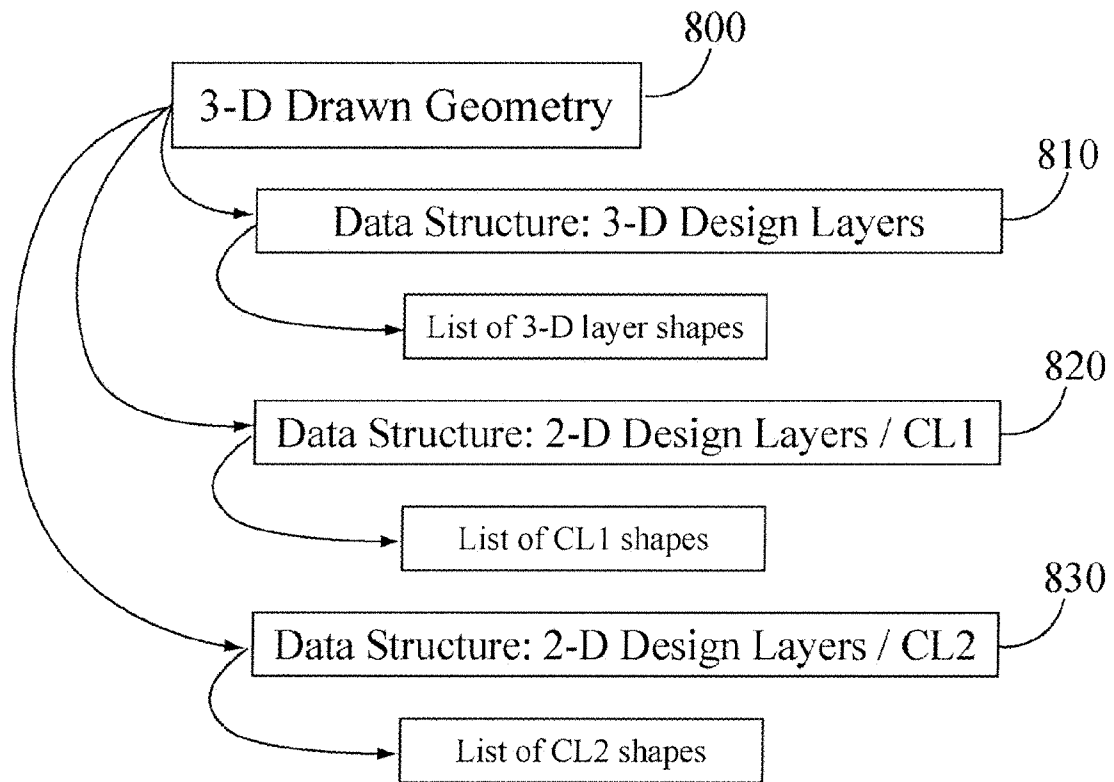 800
3-D Drawn Geometry
810
Data Structure: 3-D Design Layers
List of 3-D layer shapes
820
Data Structure: 2-D Design Layers / CL1
List of CL1 shapes
830
Data Structure: 2-D Design Layers / CL2
List of CL2 shapes